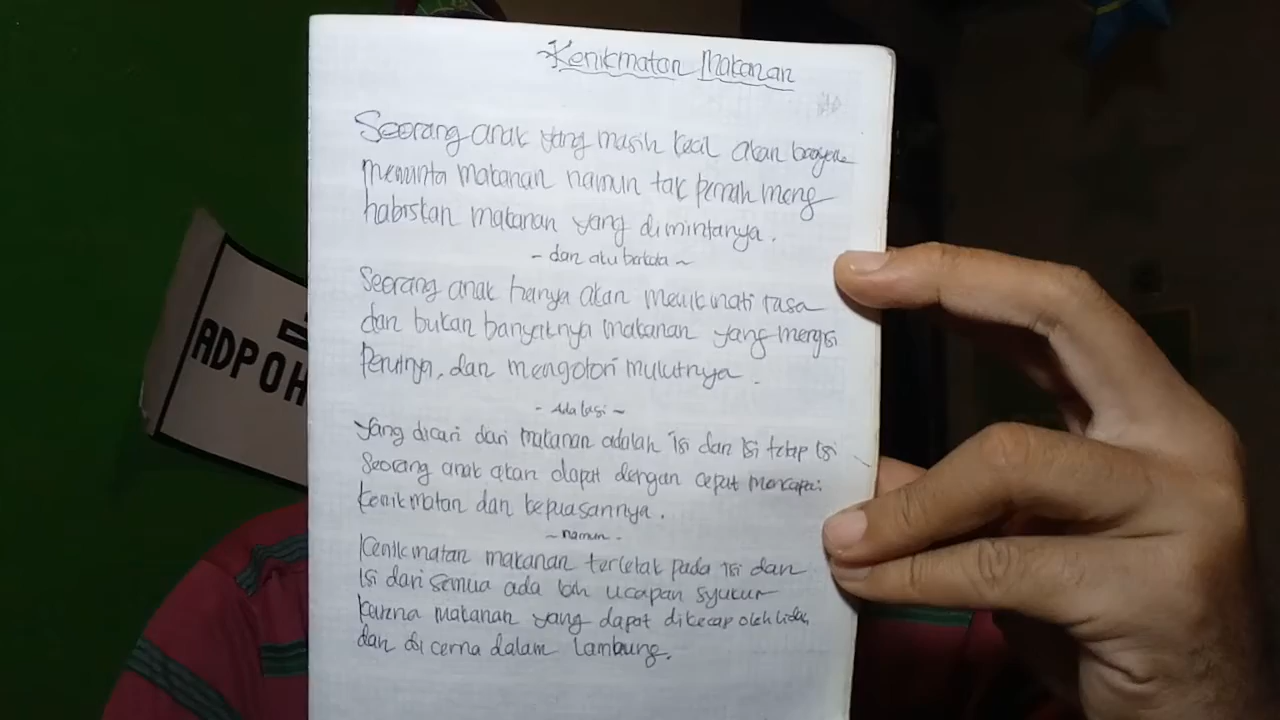 Kenikmatan Makanan
Seorang anak yang masih kecil akan banyak
meminta makanan namun tak pernah meng
habiskan makanan yang dimintanya.
- dan aku berkata ~
Seorang anak hanya akan menikmati rasa
dan bukan banyaknya makanan yang mengisi
Perutnya, dan mengotori mulutnya.
- Ada lagi ~
Yang dicari dari makanan adalah isi dan isi tetap isi
Seorang anak akan dapat dengan cepat mencapai
kenikmatan dan kepuasannya.
~ namun -
Kenikmatan makanan terletak pada isi dan
isi dari semua ada lah ucapan syukur
karna makanan yang dapat dikecap oleh lidah
dan di cerna dalam lambung.
ADPOH